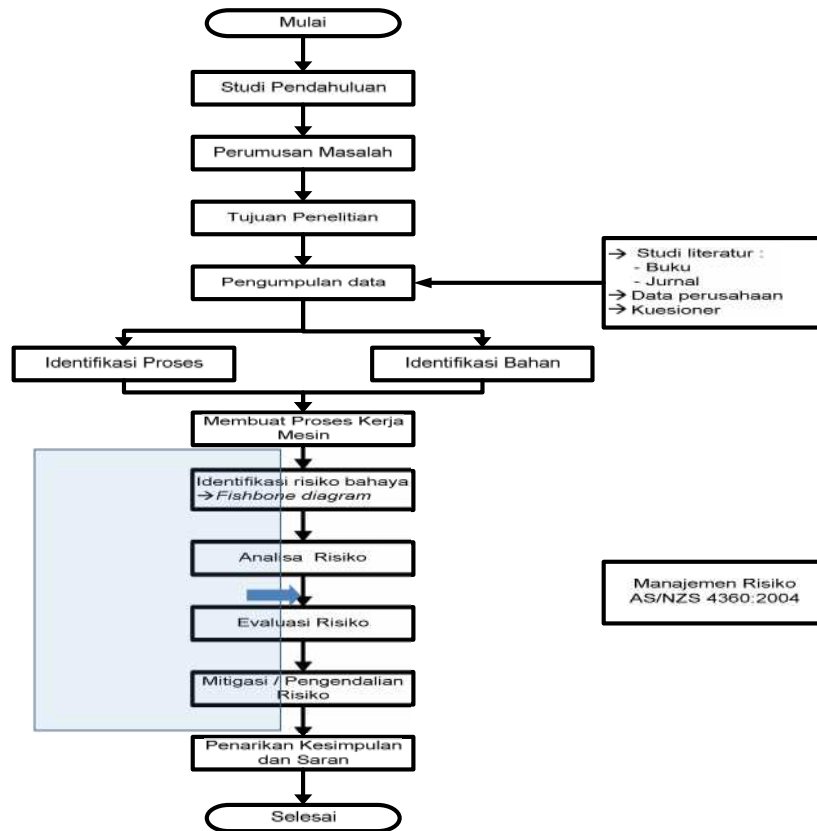 Mulai
Studi Pendahuluan
Perumusan Masalah
Tujuan Penelitian
Pengumpulan data
→ Studi literatur :
- Buku
- Jurnal
→ Data perusahaan
→ Kuesioner
Identifikasi Proses
Identifikasi Bahan
Membuat Proses Kerja
Mesin
Identifikasi risiko bahaya
→ Fishbone diagram
Analisa Risiko
Manajemen Risiko
AS/NZS 4360:2004
Evaluasi Risiko
Mitigasi / Pengendalian
Risiko
Penarikan Kesimpulan
dan Saran
Selesai